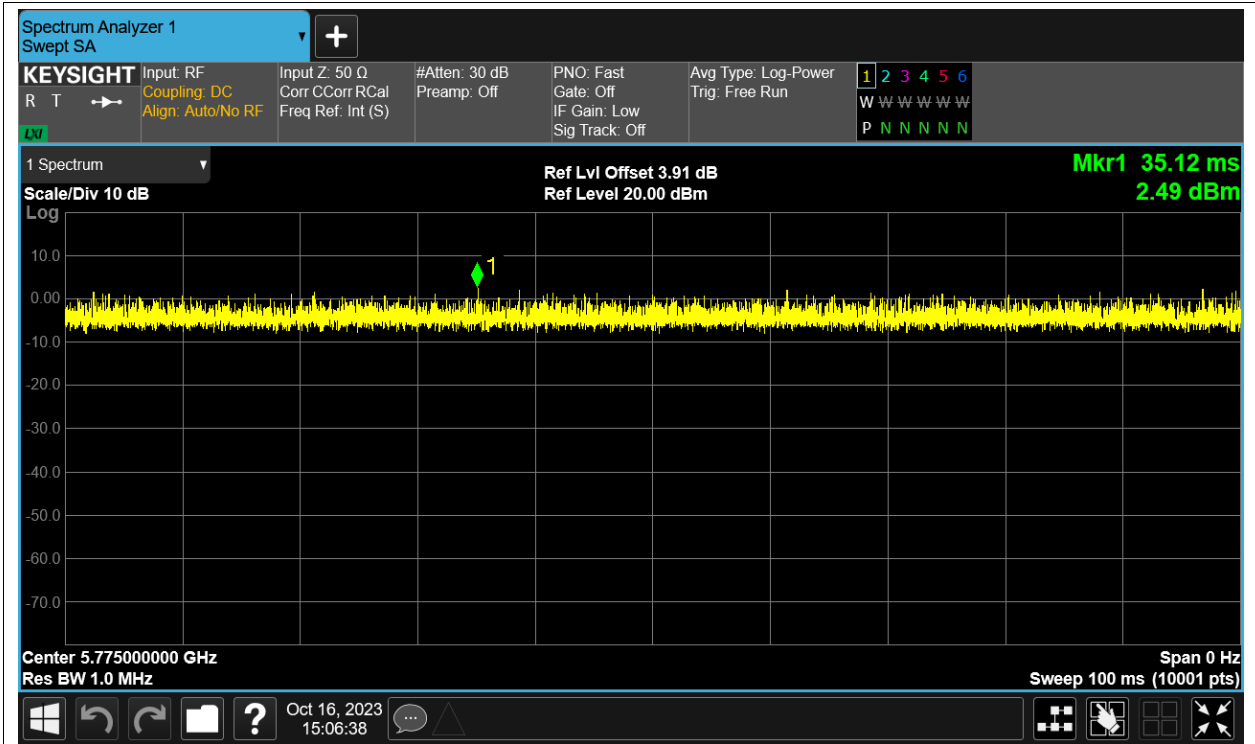 Spectrum Analyzer 1
Swept SA
KEYSIGHT
R T
LXI
Input: RF
Coupling: DC
Align: Auto/No RF
Input Z: 50 Ω
Corr CCorr RCal
Freq Ref: Int (S)
#Atten: 30 dB
Preamp: Off
PNO: Fast
Gate: Off
IF Gain: Low
Sig Track: Off
Avg Type: Log-Power
Trig: Free Run
1 2 3 4 5 6
W W W W W W
P N N N N N
1 Spectrum
Scale/Div 10 dB
Log
Ref Lvl Offset 3.91 dB
Ref Level 20.00 dBm
Mkr1 35.12 ms
2.49 dBm
1
10.0
0.00
-10.0
-20.0
-30.0
-40.0
-50.0
-60.0
-70.0
Center 5.775000000 GHz
Res BW 1.0 MHz
Span 0 Hz
Sweep 100 ms (10001 pts)
?
Oct 16, 2023
15:06:38